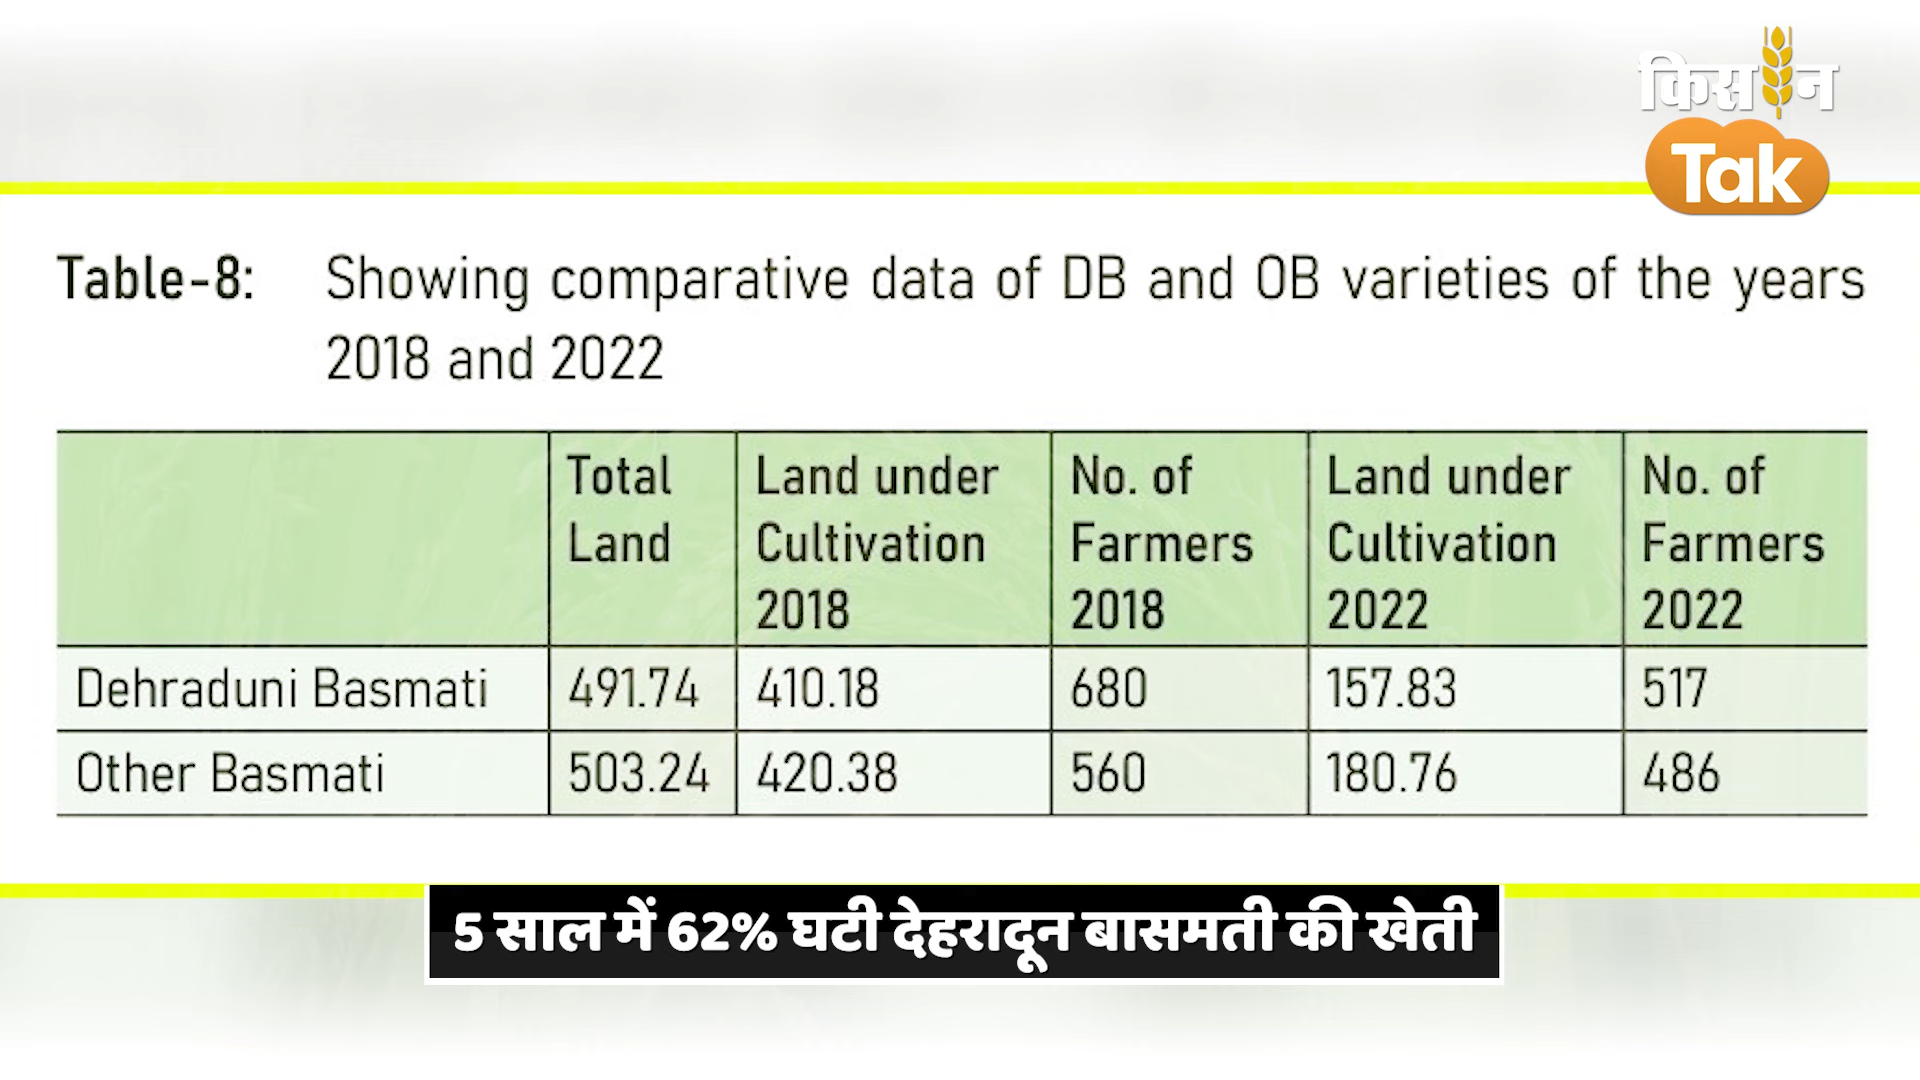 किसान
Tak
Table-8: Showing comparative data of DB and OB varieties of the years
2018 and 2022
Total Land | Land under Cultivation 2018 | No. of Farmers 2018 | Land under Cultivation 2022 | No. of Farmers 2022
Dehraduni Basmati | 491.74 | 410.18 | 680 | 157.83 | 517
Other Basmati | 503.24 | 420.38 | 560 | 180.76 | 486
5 साल में 62% घटी देहरादून बासमती की खेती